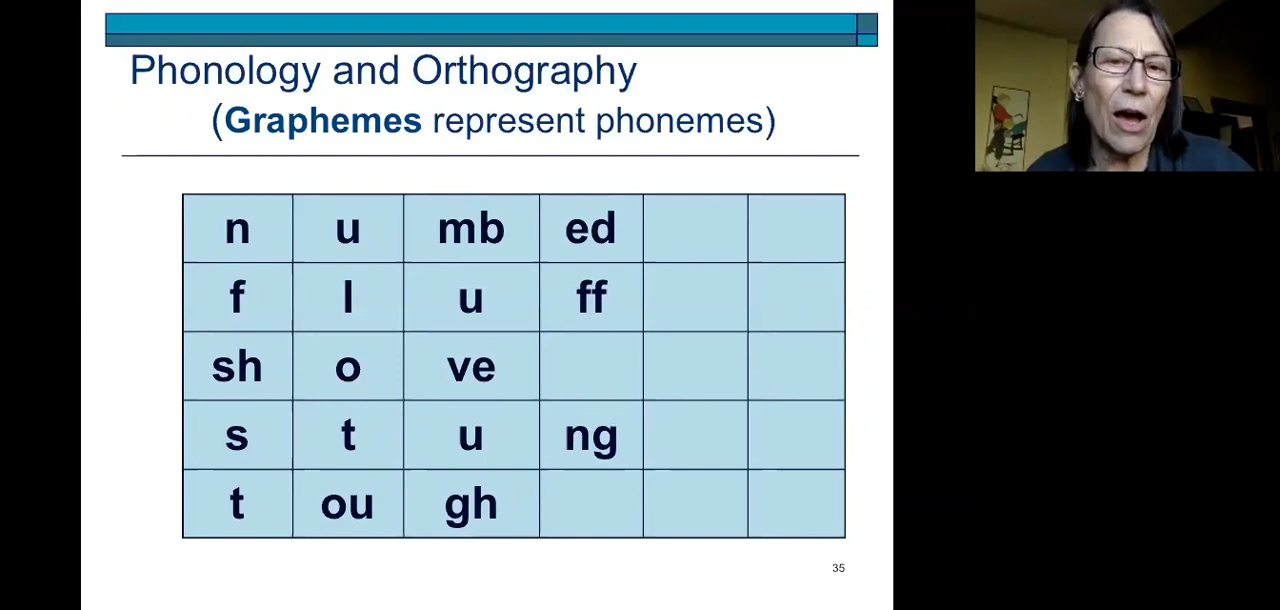 Phonology and Orthography
(Graphemes represent phonemes)
n u mb ed
f l u ff
sh o ve
s t u ng
t ou gh
35